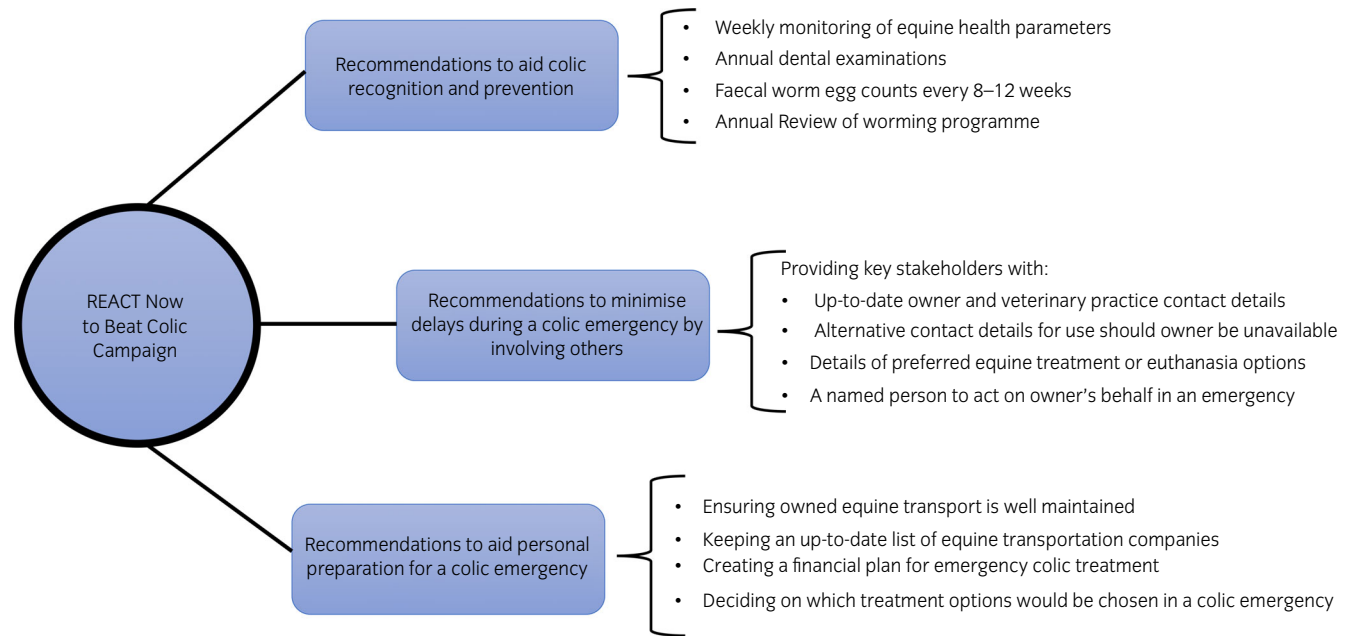 REACT Now
to Beat Colic
Campaign
Recommendations to aid colic
recognition and prevention
• Weekly monitoring of equine health parameters
• Annual dental examinations
• Faecal worm egg counts every 8–12 weeks
• Annual Review of worming programme
Recommendations to minimise
delays during a colic emergency by
involving others
Providing key stakeholders with:
• Up-to-date owner and veterinary practice contact details
• Alternative contact details for use should owner be unavailable
• Details of preferred equine treatment or euthanasia options
• A named person to act on owner's behalf in an emergency
Recommendations to aid personal
preparation for a colic emergency
• Ensuring owned equine transport is well maintained
• Keeping an up-to-date list of equine transportation companies
• Creating a financial plan for emergency colic treatment
• Deciding on which treatment options would be chosen in a colic emergency